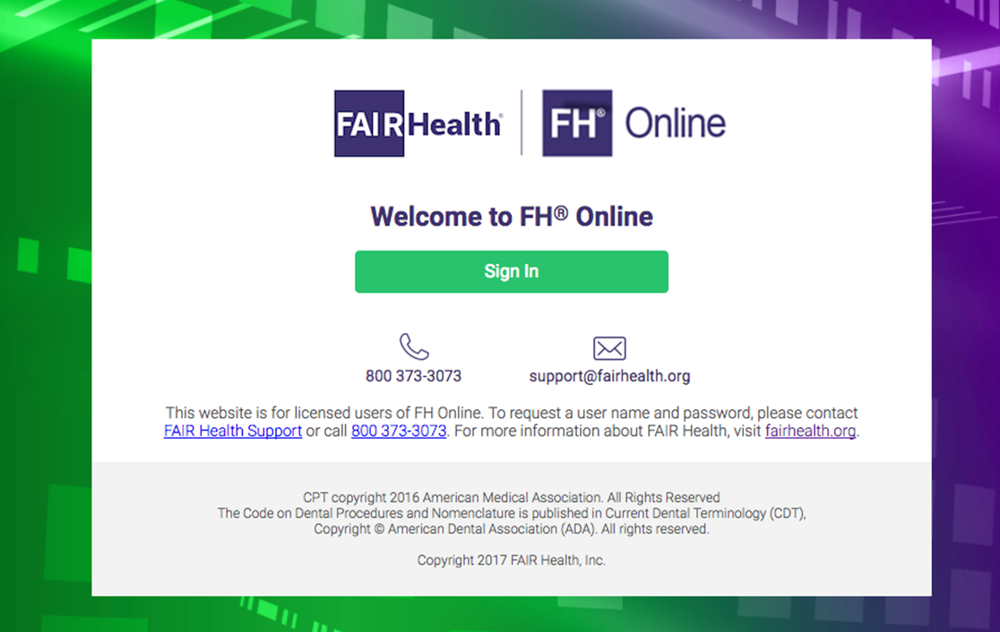 FAIR Health® FH® Online
Welcome to FH® Online
Sign In
800 373-3073 support@fairhealth.org
This website is for licensed users of FH Online. To request a user name and password, please contact
FAIR Health Support or call 800 373-3073. For more information about FAIR Health, visit fairhealth.org.
CPT copyright 2016 American Medical Association. All Rights Reserved
The Code on Dental Procedures and Nomenclature is published in Current Dental Terminology (CDT),
Copyright © American Dental Association (ADA). All rights reserved.
Copyright 2017 FAIR Health, Inc.